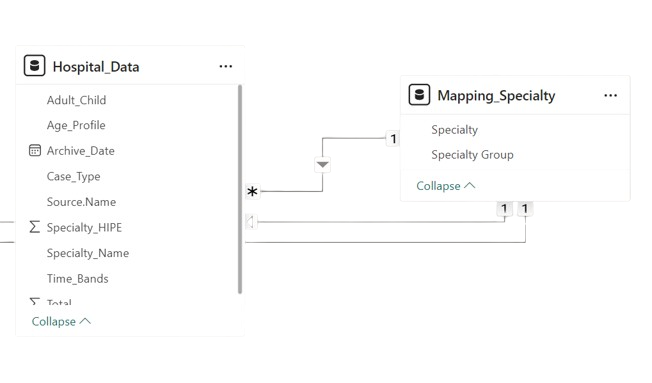 Hospital_Data ...
Adult_Child
Age_Profile
Archive_Date
Case_Type
Source.Name
Σ Specialty_HIPE
Specialty_Name
Time_Bands
Σ Total
Collapse
Mapping_Specialty ...
Specialty
Specialty Group
Collapse
1
*
1 1